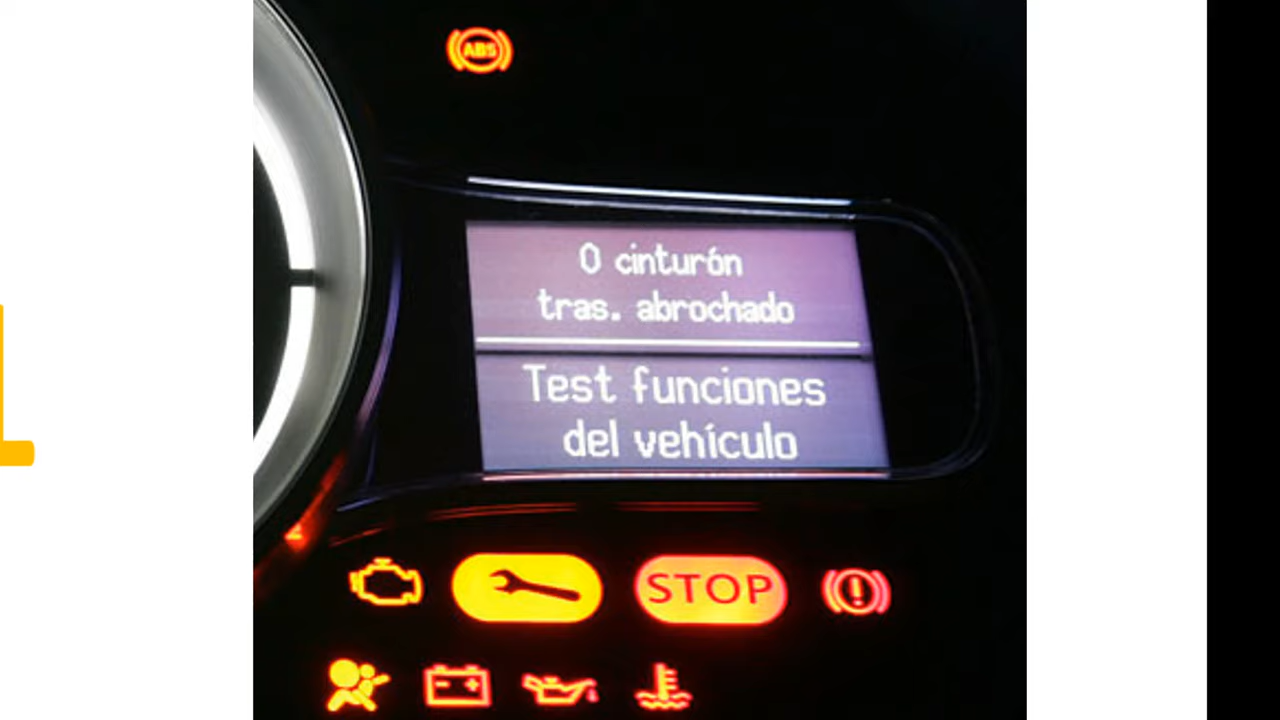 ABS
0 cinturón
tras. abrochado
Test funciones
del vehículo
STOP